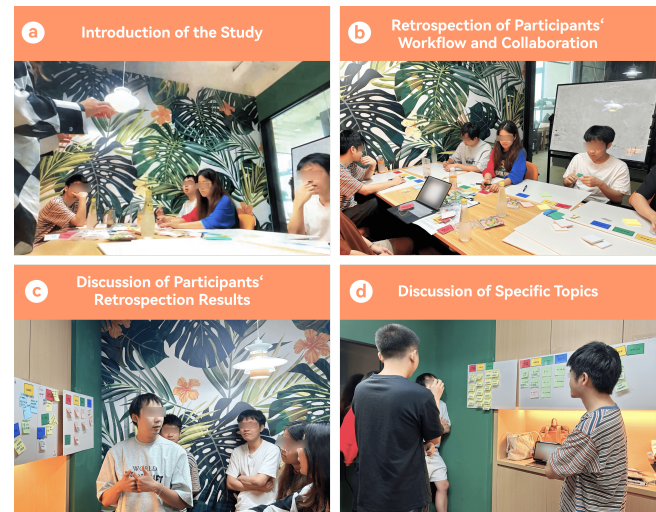 a
Introduction of the Study
b
Retrospection of Participants‘
Workflow and Collaboration
c
Discussion of Participants‘
Retrospection Results
d
Discussion of Specific Topics
WORLD